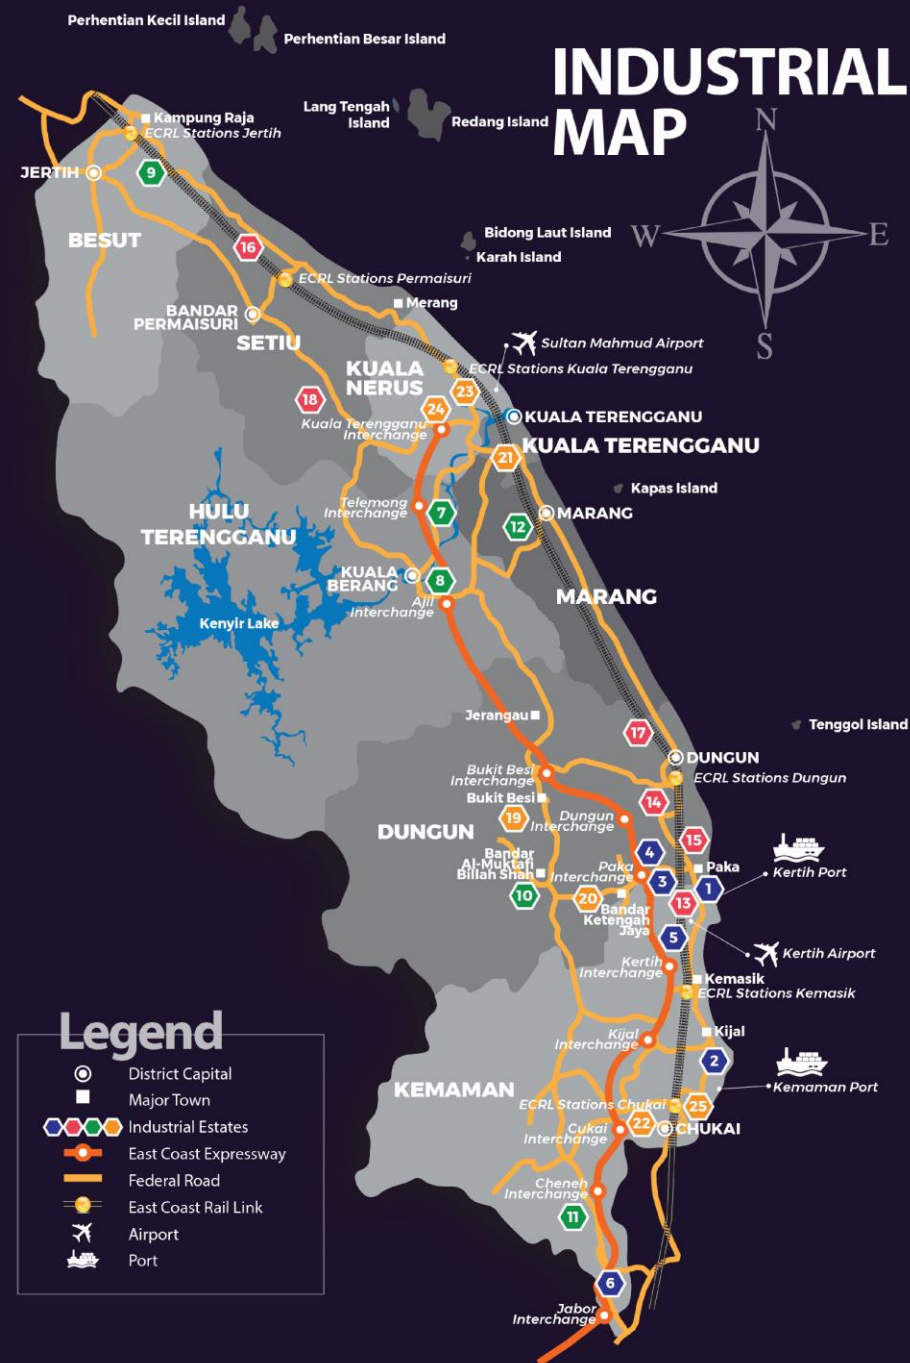 Perhentian Kecil Island
Perhentian Besar Island
INDUSTRIAL
MAP
Lang Tengah
Island
Redang Island
N
W
E
S
Kampung Raja
ECRL Stations Jertih
JERTIH
9
BESUT
16
Bidong Laut Island
Karah Island
ECRL Stations Permaisuri
BANDAR
PERMAISURI
Merang
SETIU
Sultan Mahmud Airport
KUALA
NERUS
ECRL Stations Kuala Terengganu
23
18
24
KUALA TERENGGANU
Kuala Terengganu
Interchange
KUALA TERENGGANU
21
Kapas Island
Telemong
Interchange
7
12
MARANG
HULU
TERENGGANU
KUALA
BERANG
8
Ajil
Interchange
MARANG
Kenyir Lake
Jerangau
17
Tenggol Island
DUNGUN
Bukit Besi
Interchange
ECRL Stations Dungun
Bukit Besi
14
19
Dungun
Interchange
DUNGUN
15
4
Bandar
Al-Muktafi
Billah Shah
Paka
Interchange
3
Paka
1
Kertih Port
10
20
Bandar
Ketengah
Jaya
13
5
Kertih Airport
Kertih
Interchange
Kemasik
ECRL Stations Kemasik
Kijal
Kijal
Interchange
2
KEMAMAN
Kemaman Port
ECRL Stations Chukai
25
22
CHUKAI
Cukai
Interchange
Cheneh
Interchange
11
6
Jabor
Interchange
Legend
District Capital
Major Town
Industrial Estates
East Coast Expressway
Federal Road
East Coast Rail Link
Airport
Port